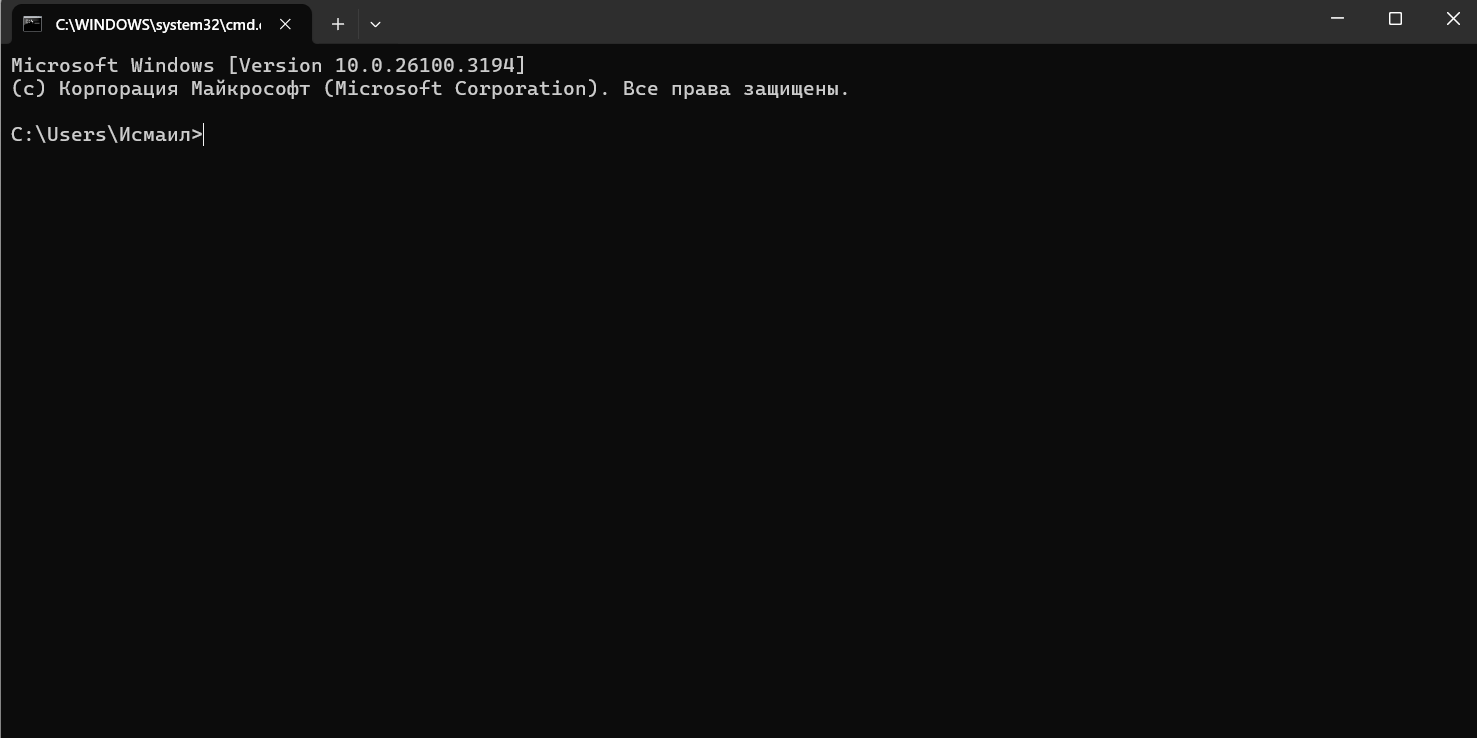 C:\WINDOWS\system32\cmd.
Microsoft Windows [Version 10.0.26100.3194]
(c) Корпорация Майкрософт (Microsoft Corporation). Все права защищены.
C:\Users\Исмаил>